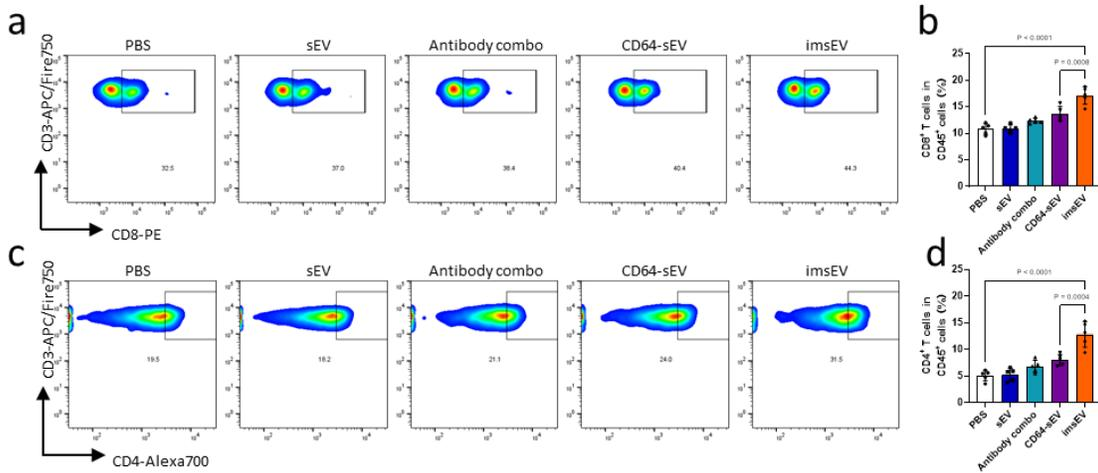 a
PBS
sEV
Antibody combo
CD64-sEV
imsEV
CD3-APC/Fire750
32.5
37.0
38.4
40.4
44.3
CD8-PE
b
P < 0.0001
P = 0.0008
CD8⁺ T cells in
CD45⁺ cells (%)
25
20
15
10
5
0
PBS
sEV
Antibody combo
CD64-sEV
imsEV
c
PBS
sEV
Antibody combo
CD64-sEV
imsEV
CD3-APC/Fire750
19.5
18.2
21.1
24.0
31.5
CD4-Alexa700
d
P < 0.0001
P = 0.0004
CD4⁺ T cells in
CD45⁺ cells (%)
25
20
15
10
5
0
PBS
sEV
Antibody combo
CD64-sEV
imsEV